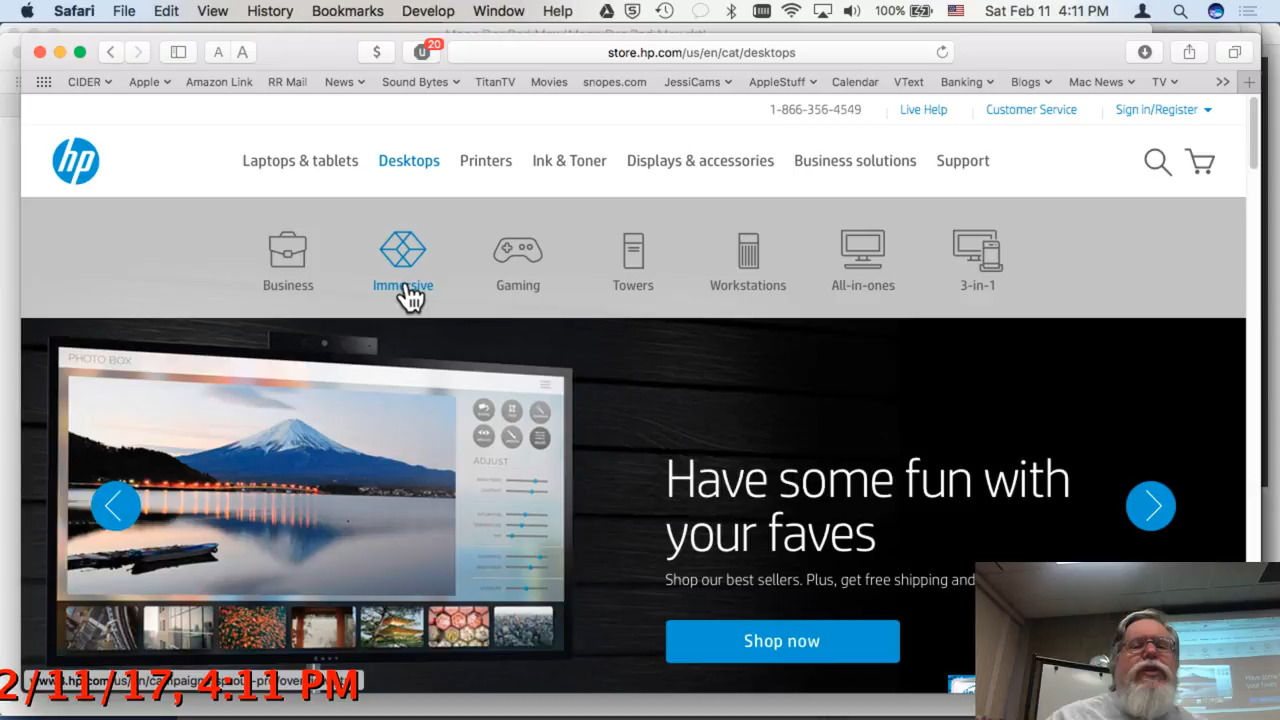 Safari File Edit View History Bookmarks Develop Window Help 100% Sat Feb 11 4:11 PM
A A $ 20 store.hp.com/us/en/cat/desktops
CIDER Apple Amazon Link RR Mail News Sound Bytes TitanTV Movies snopes.com JessiCams AppleStuff Calendar VText Banking Blogs Mac News TV >> +
1-866-356-4549 Live Help Customer Service Sign in/Register
hp Laptops & tablets Desktops Printers Ink & Toner Displays & accessories Business solutions Support
Business Immersive Gaming Towers Workstations All-in-ones 3-in-1
PHOTO BOX
ADJUST
Have some fun with
your faves
Shop our best sellers. Plus, get free shipping and
Shop now
2/11/17, 4:11 PM